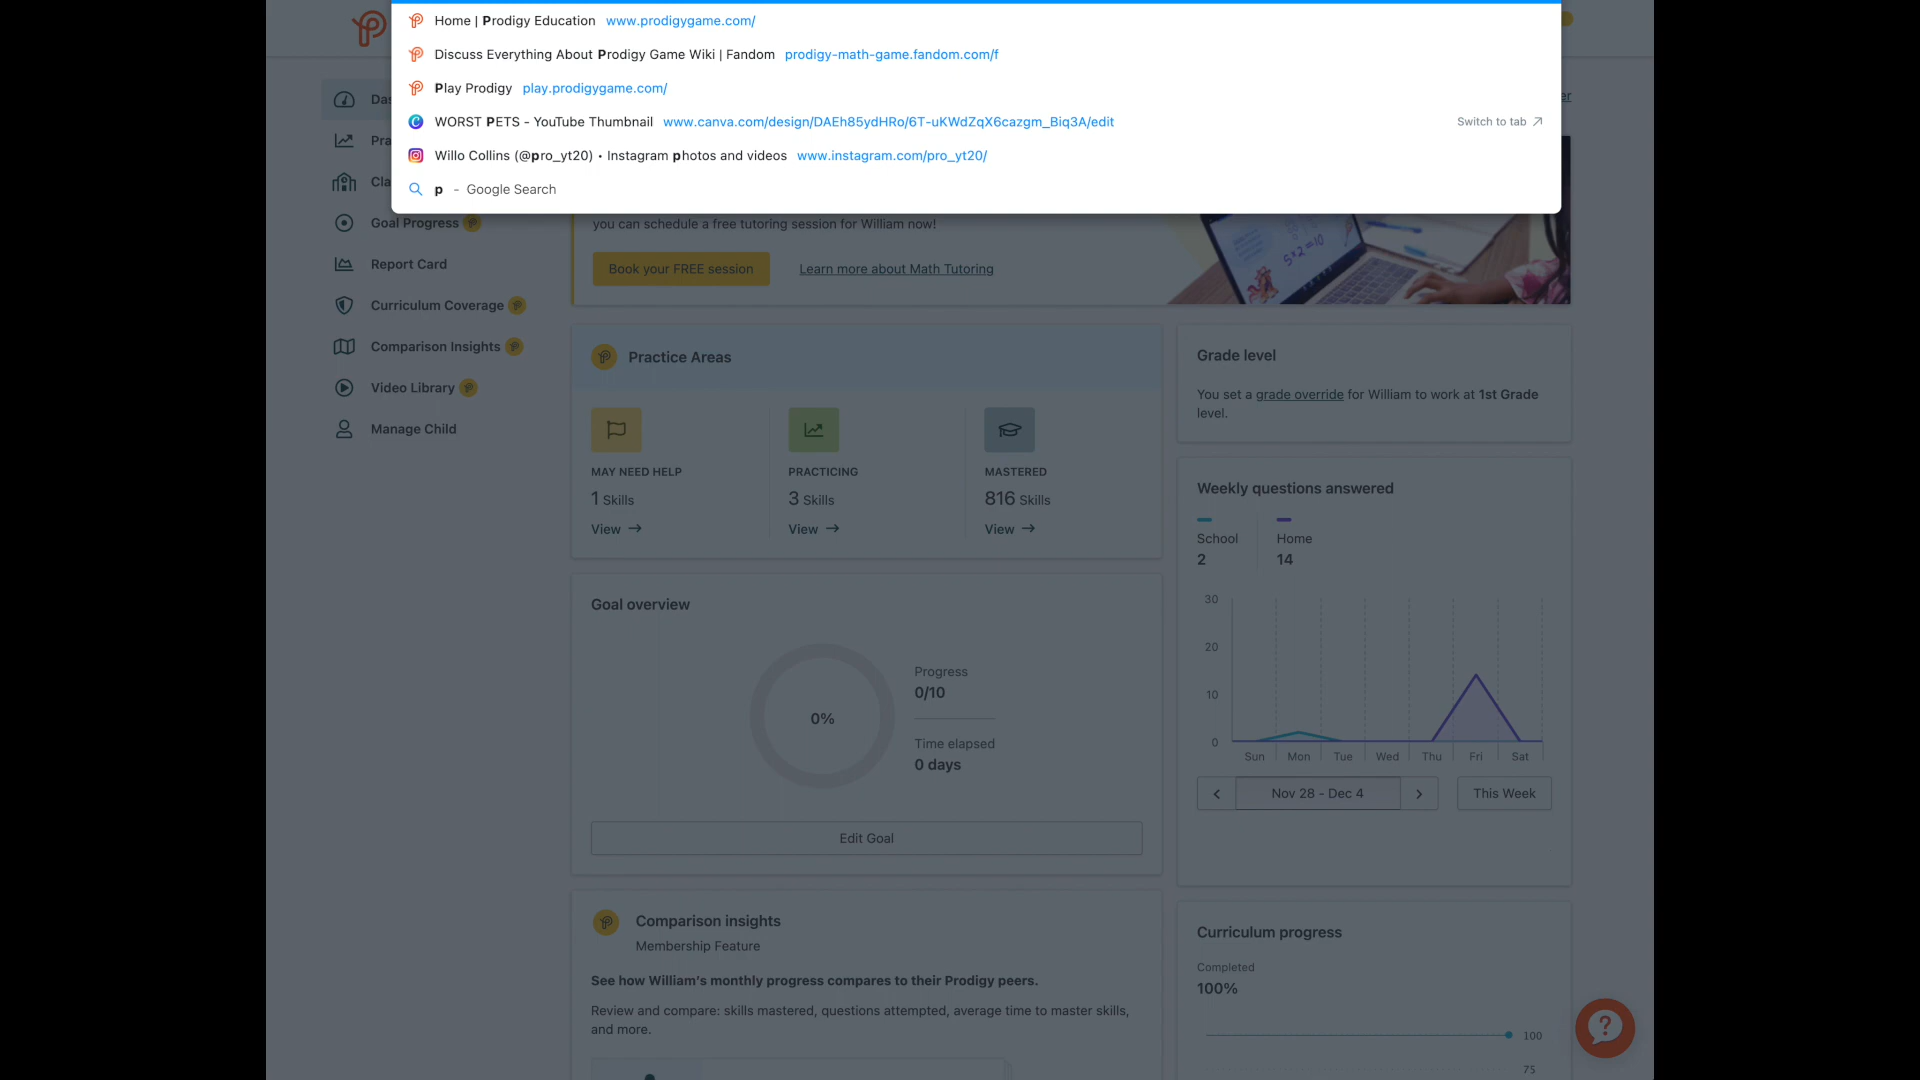 Home | Prodigy Education www.prodigygame.com/
Discuss Everything About Prodigy Game Wiki | Fandom prodigy-math-game.fandom.com/f
Play Prodigy play.prodigygame.com/
WORST PETS - YouTube Thumbnail www.canva.com/design/DAEh85ydHRo/6T-uKWdZqX6cazgm_Biq3A/edit Switch to tab
Willo Collins (@pro_yt20) • Instagram photos and videos www.instagram.com/pro_yt20/
p - Google Search
Das
Pra
Cla
Goal Progress
Report Card
Curriculum Coverage
Comparison Insights
Video Library
Manage Child
er
you can schedule a free tutoring session for William now!
Book your FREE session Learn more about Math Tutoring
5×2=10
Practice Areas
MAY NEED HELP
1 Skills
View
PRACTICING
3 Skills
View
MASTERED
816 Skills
View
Goal overview
0%
Progress
0/10
Time elapsed
0 days
Edit Goal
Comparison insights
Membership Feature
See how William's monthly progress compares to their Prodigy peers.
Review and compare: skills mastered, questions attempted, average time to master skills,
and more.
Grade level
You set a grade override for William to work at 1st Grade
level.
Weekly questions answered
School
2
Home
14
30
20
10
0
Sun Mon Tue Wed Thu Fri Sat
Nov 28 - Dec 4
This Week
Curriculum progress
Completed
100%
100
75